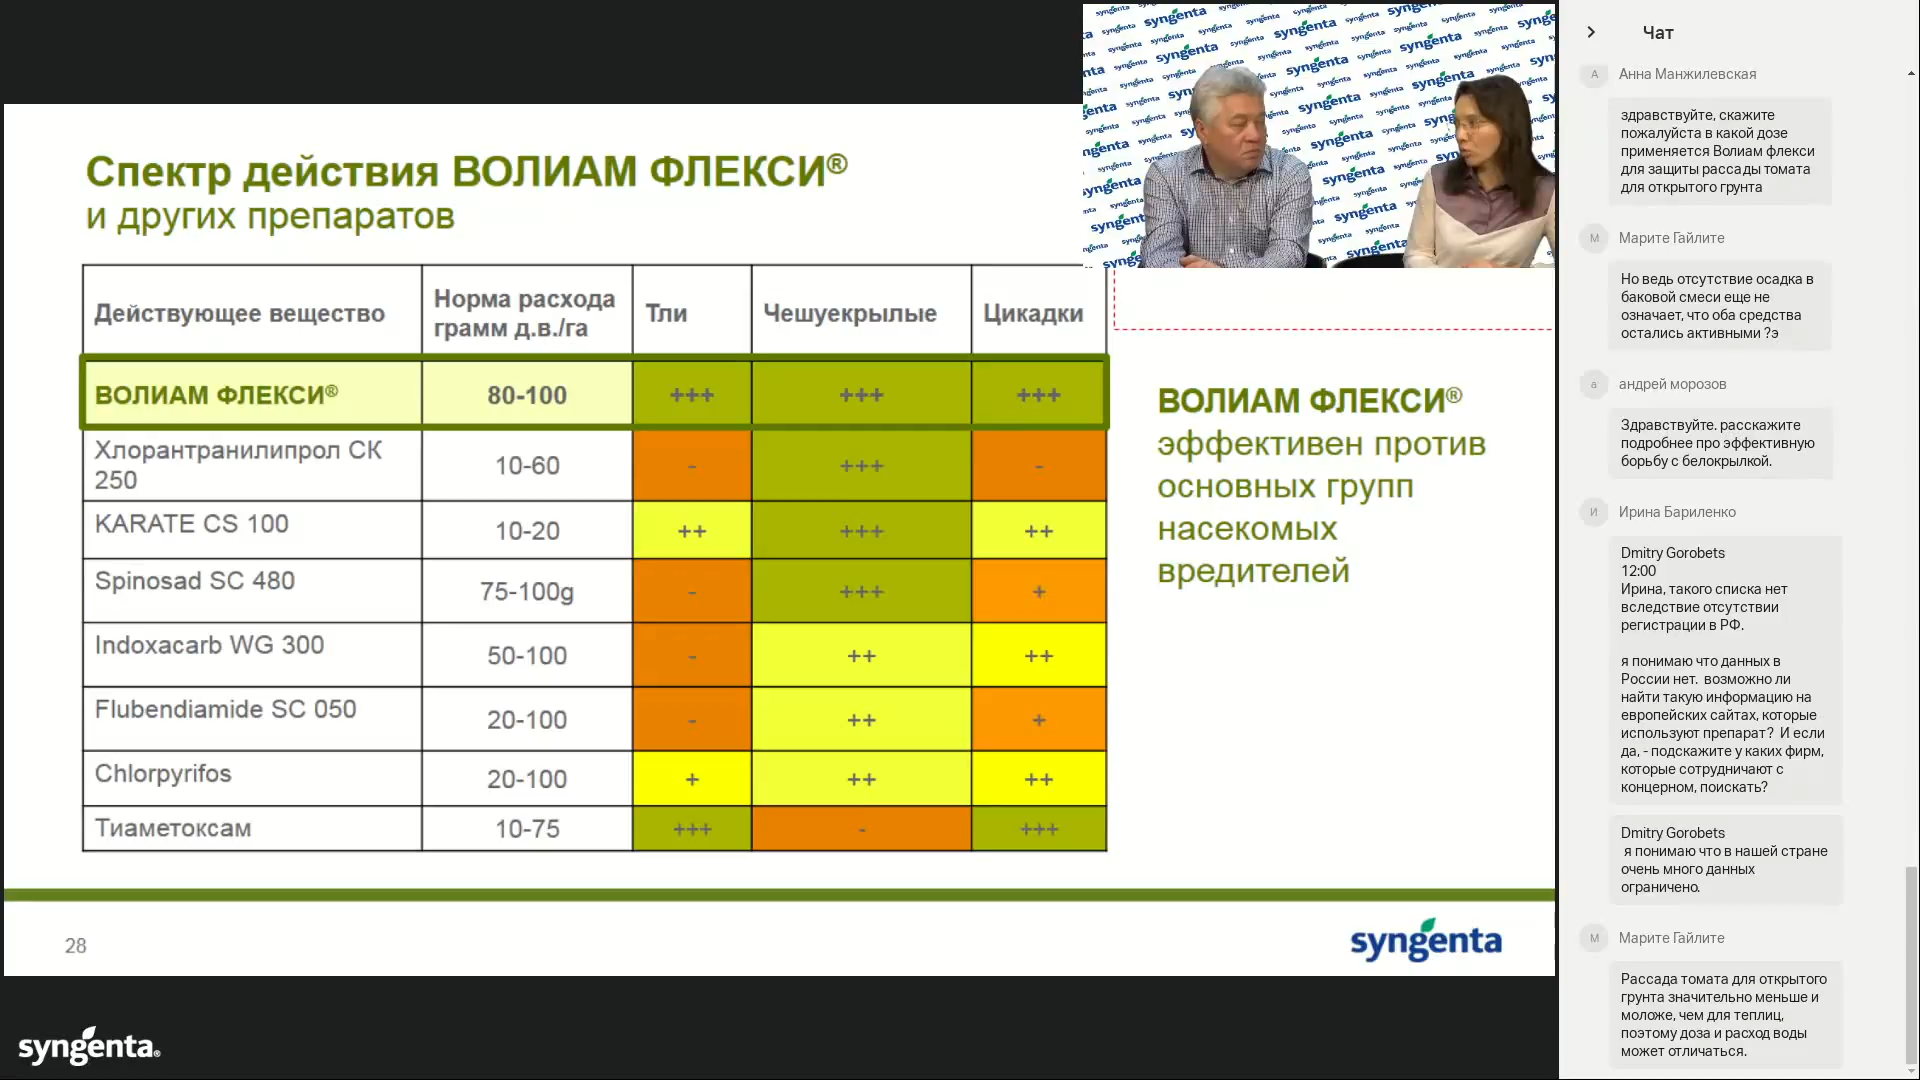 Спектр действия ВОЛИАМ ФЛЕКСИ®
и других препаратов
Действующее вещество
Норма расхода
грамм д.в./га
Тли
Чешуекрылые
Цикадки
ВОЛИАМ ФЛЕКСИ®
80-100
+++
+++
+++
Хлорантранилипрол СК
250
10-60
-
+++
-
KARATE CS 100
10-20
++
+++
++
Spinosad SC 480
75-100g
-
+++
+
Indoxacarb WG 300
50-100
-
++
++
Flubendiamide SC 050
20-100
-
++
+
Chlorpyrifos
20-100
+
++
++
Тиаметоксам
10-75
+++
-
+++
ВОЛИАМ ФЛЕКСИ®
эффективен против
основных групп
насекомых
вредителей
28
syngenta
syngenta®
Чат
А
Анна Манжилевская
здравствуйте, скажите
пожалуйста в какой дозе
применяется Волиам флекси
для защиты рассады томата
для открытого грунта
М
Марите Гайлите
Но ведь отсутствие осадка в
баковой смеси еще не
означает, что оба средства
остались активными ?э
а
андрей морозов
Здравствуйте. расскажите
подробнее про эффективную
борьбу с белокрылкой.
И
Ирина Бариленко
Dmitry Gorobets
12:00
Ирина, такого списка нет
вследствие отсутствии
регистрации в РФ.
я понимаю что данных в
России нет. возможно ли
найти такую информацию на
европейских сайтах, которые
используют препарат? И если
да, - подскажите у каких фирм,
которые сотрудничают с
концерном, поискать?
Dmitry Gorobets
я понимаю что в нашей стране
очень много данных
ограничено.
М
Марите Гайлите
Рассада томата для открытого
грунта значительно меньше и
моложе, чем для теплиц,
поэтому доза и расход воды
может отличаться.